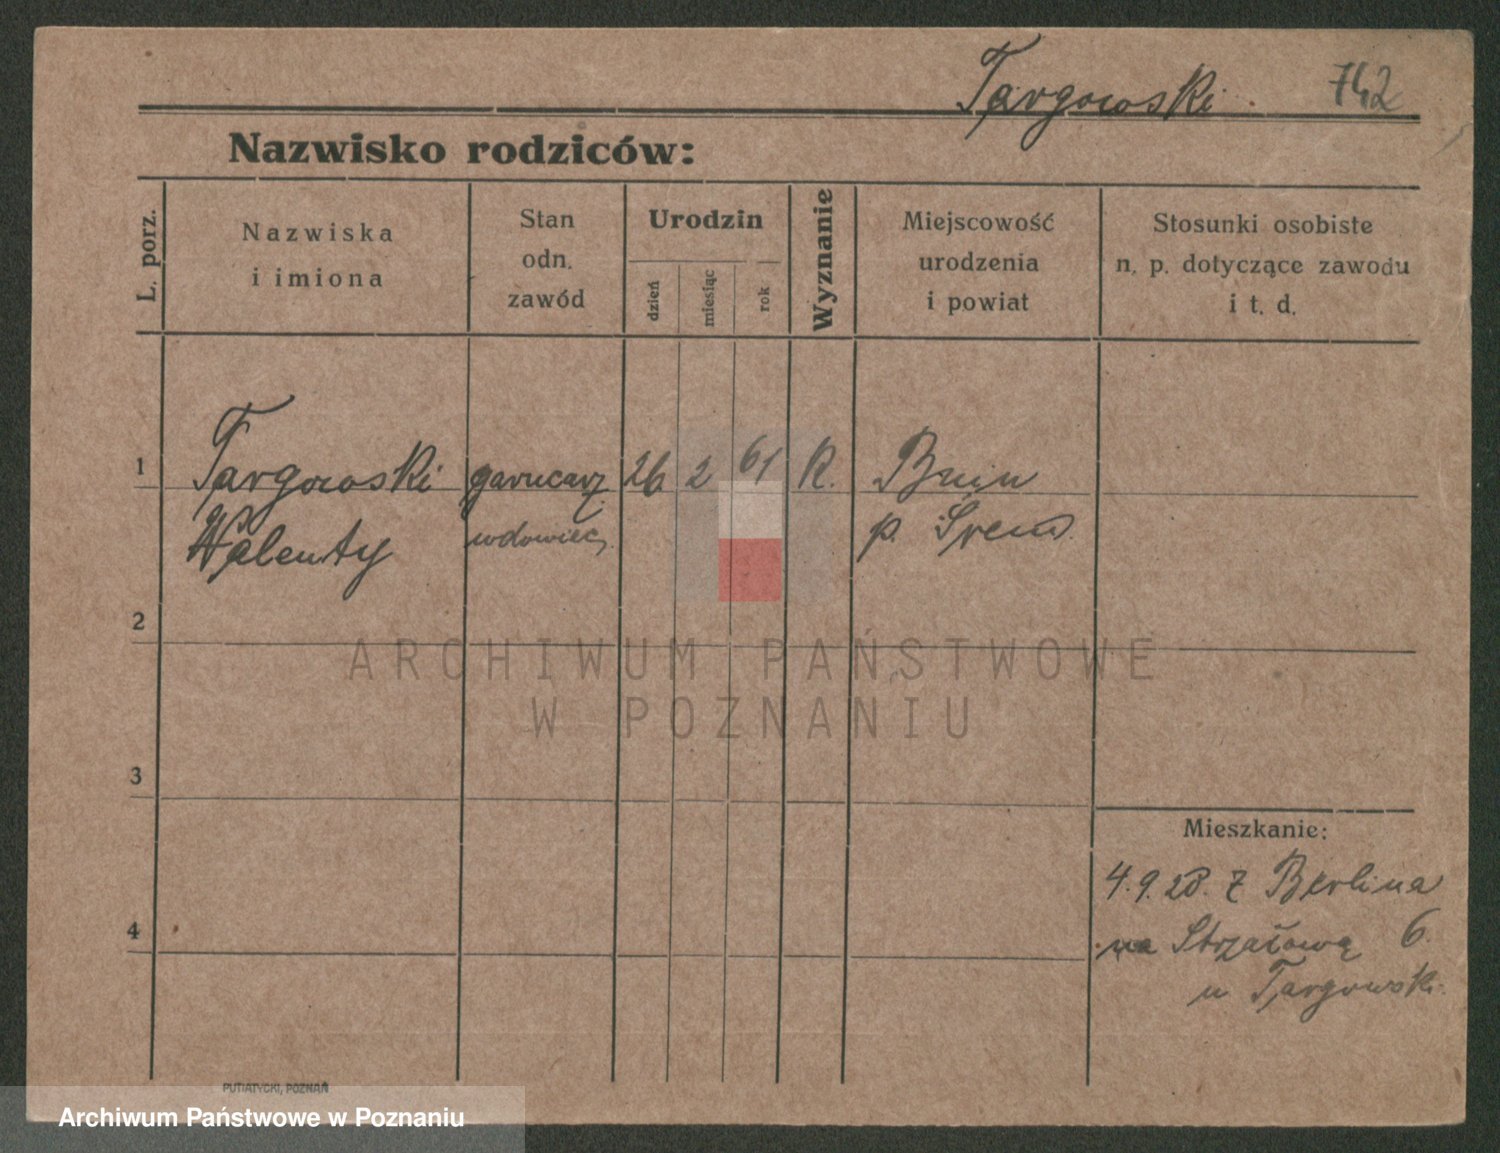 Targowski 742
Nazwisko rodziców:
L. porz.
Nazwiska
i imiona
Stan
odn.
zawód
Urodzin
dzień
miesiąc
rok
Wyznanie
Miejscowość
urodzenia
i powiat
Stosunki osobiste
n. p. dotyczące zawodu
i t. d.
1 Targowski garncarz 26 2 61 R. Bnin
Walenty wdowiec p. Śrem
2
ARCHIWUM PAŃSTWOWE
W POZNANIU
3
Mieszkanie:
4.9.28. z Berlina
na Strzałową 6.
u Targowski
4
PUTIATYCKI, POZNAŃ
Archiwum Państwowe w Poznaniu